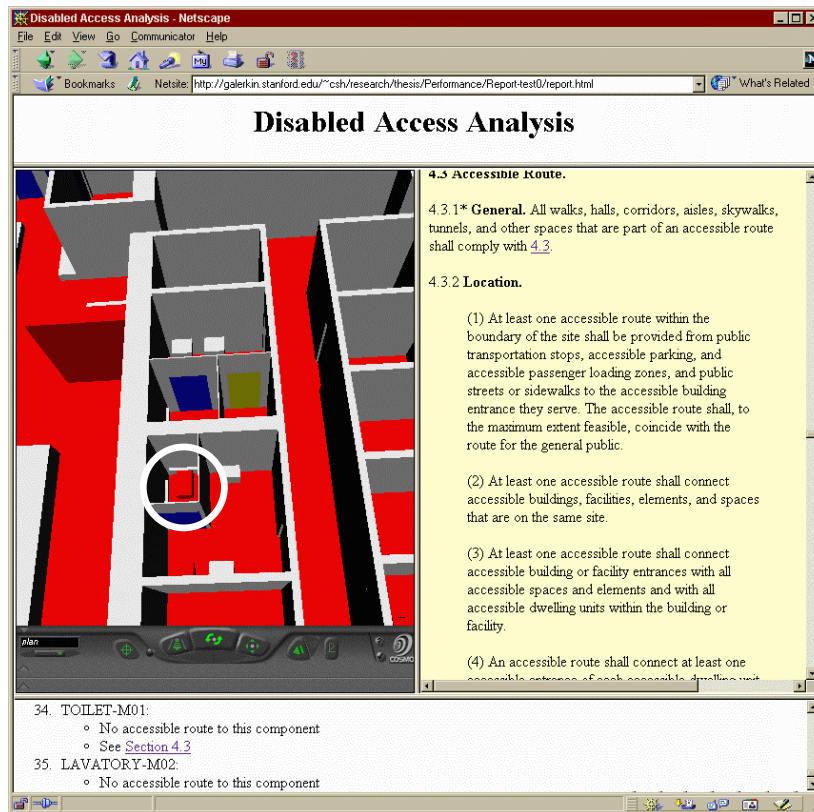 Disabled Access Analysis - Netscape
File Edit View Go Communicator Help
My
Bookmarks Netsite: http://galerkin.stanford.edu/~csh/research/thesis/Performance/Report-test0/report.html What's Related
Disabled Access Analysis
4.3 Accessible Route.
4.3.1* General. All walks, halls, corridors, aisles, skywalks,
tunnels, and other spaces that are part of an accessible route
shall comply with 4.3.
4.3.2 Location.
(1) At least one accessible route within the
boundary of the site shall be provided from public
transportation stops, accessible parking, and
accessible passenger loading zones, and public
streets or sidewalks to the accessible building
entrance they serve. The accessible route shall, to
the maximum extent feasible, coincide with the
route for the general public.
(2) At least one accessible route shall connect
accessible buildings, facilities, elements, and spaces
that are on the same site.
(3) At least one accessible route shall connect
accessible building or facility entrances with all
accessible spaces and elements and with all
accessible dwelling units within the building or
facility.
(4) An accessible route shall connect at least one
accessible entrance of each accessible dwelling unit
plan
COSMO
34. TOILET-M01:
No accessible route to this component
See Section 4.3
35. LAVATORY-M02:
No accessible route to this component